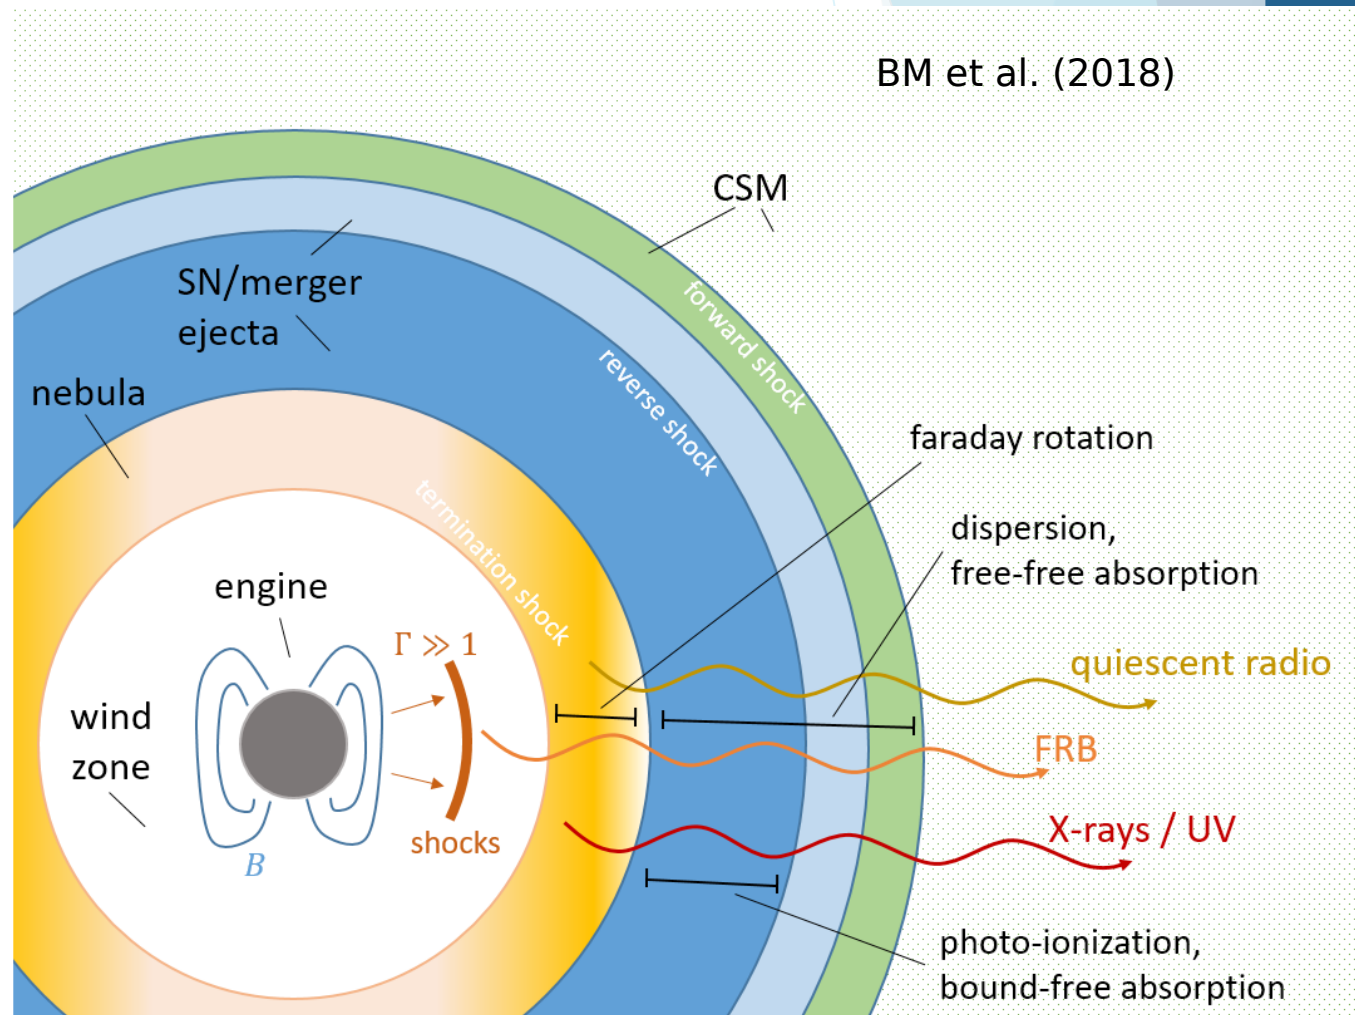 BM et al. (2018)
CSM
SN/merger
ejecta
nebula
forward shock
reverse shock
termination shock
faraday rotation
dispersion,
free-free absorption
engine
Γ ≫ 1
wind
zone
shocks
B
quiescent radio
FRB
X-rays / UV
photo-ionization,
bound-free absorption